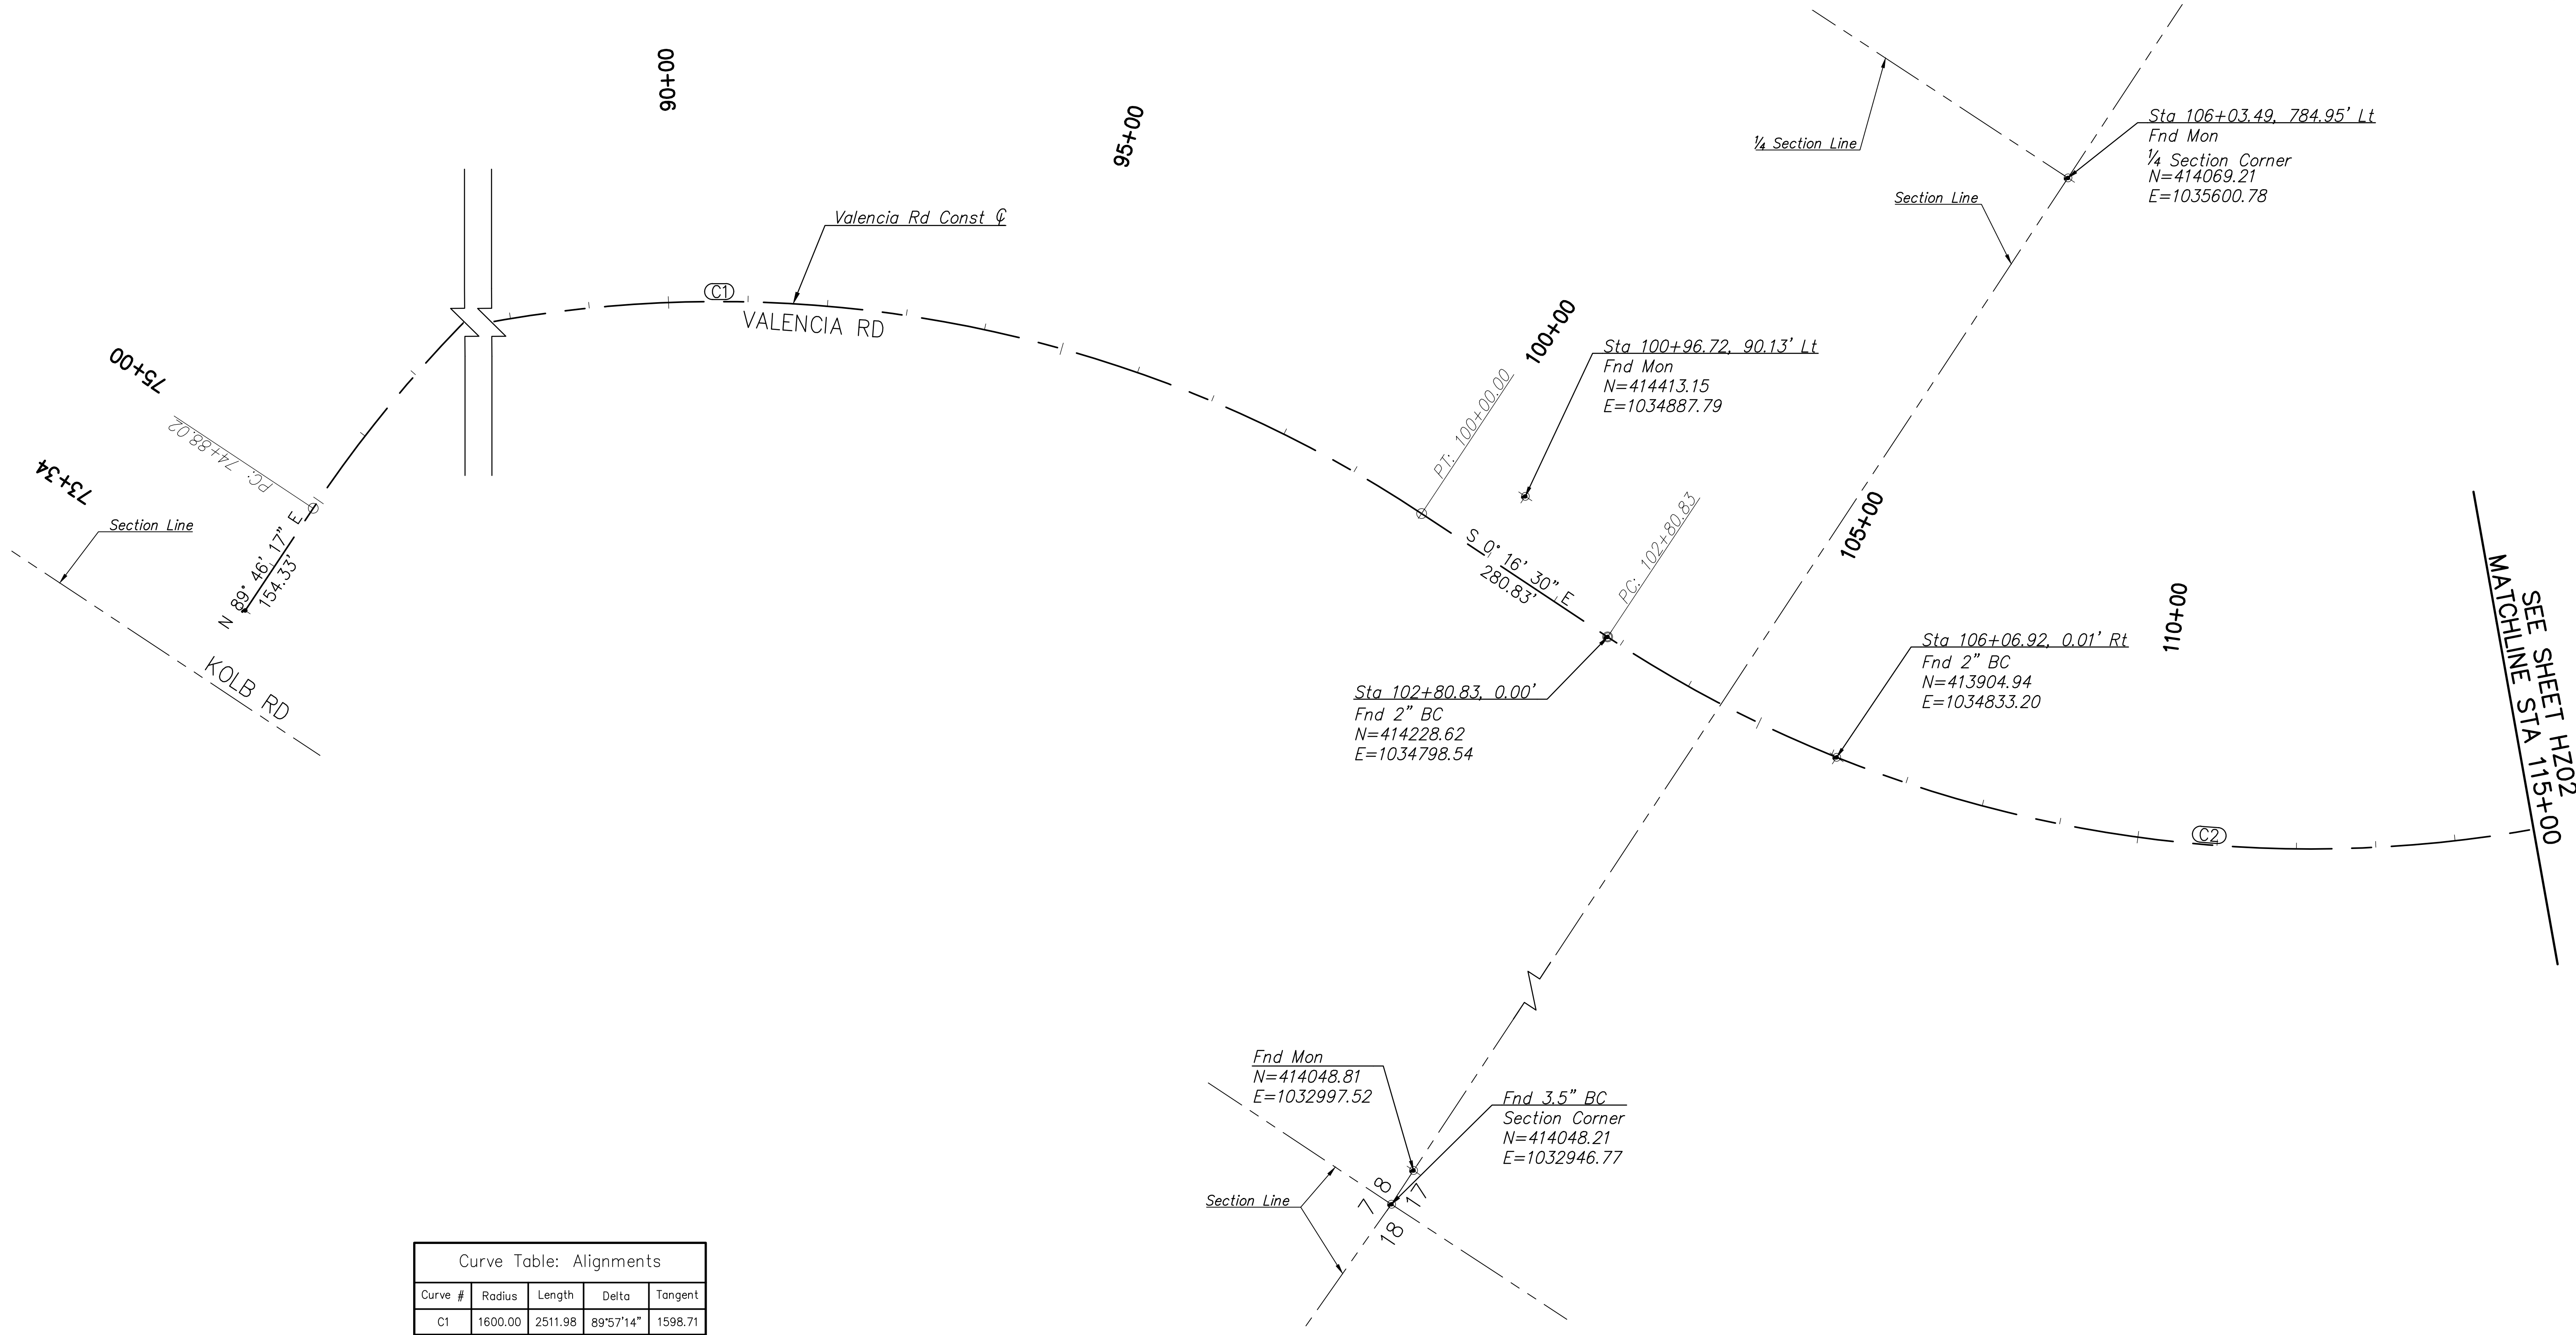 90+00
95+00
Sta 106+03.49, 784.95' Lt
Fnd Mon
¼ Section Corner
N=414069.21
E=1035600.78
¼ Section Line
Section Line
Valencia Rd Const ℄
C1
VALENCIA RD
75+00
PC: 74+88.02
73+34
Section Line
N 89° 46' 17" E
154.33'
KOLB RD
100+00
PT: 100+00.00
Sta 100+96.72, 90.13' Lt
Fnd Mon
N=414413.15
E=1034887.79
S 0° 16' 30" E
280.83'
PC: 102+80.83
105+00
Sta 102+80.83, 0.00'
Fnd 2" BC
N=414228.62
E=1034798.54
Sta 106+06.92, 0.01' Rt
Fnd 2" BC
N=413904.94
E=1034833.20
110+00
C2
SEE SHEET HZ02
MATCHLINE STA 115+00
Fnd Mon
N=414048.81
E=1032997.52
Fnd 3.5" BC
Section Corner
N=414048.21
E=1032946.77
Section Line
7 8
18 17
Curve Table: Alignments
Curve # Radius Length Delta Tangent
C1 1600.00 2511.98 89°57'14" 1598.71